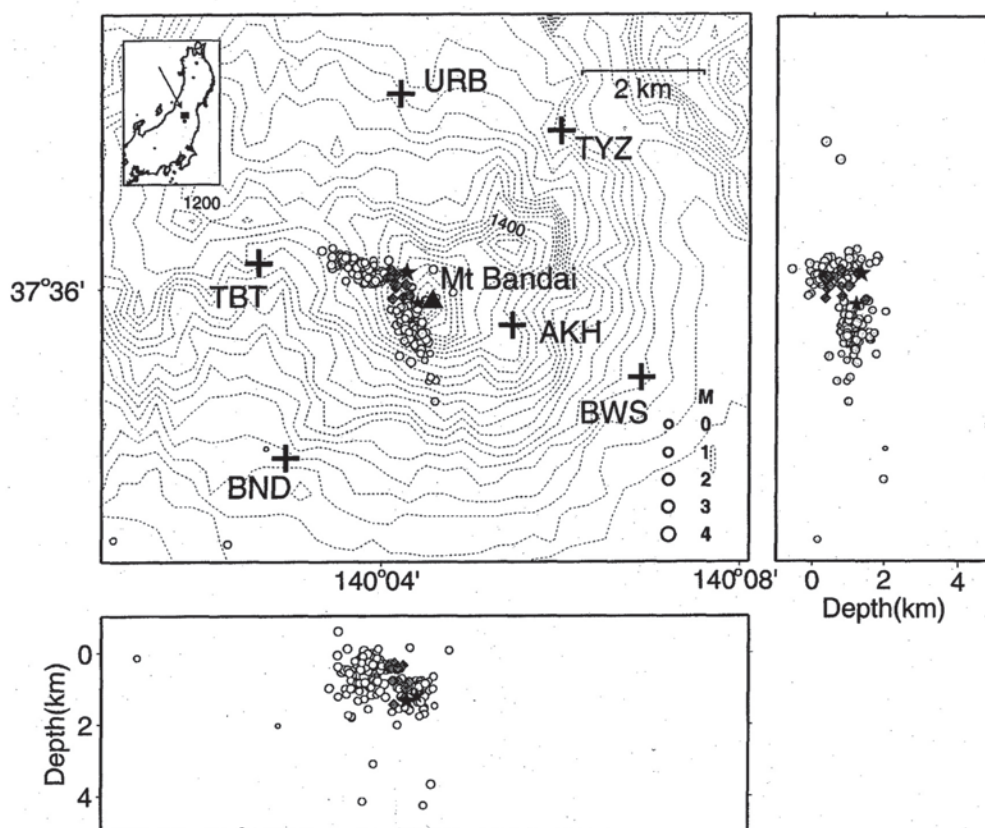 URB
2 km
TYZ
1200
1400
Mt Bandai
37°36'
TBT
AKH
BWS
M
0
1
BND
2
3
4
140°04'
140°08'
0
2
4
Depth(km)
Depth(km)
0
2
4